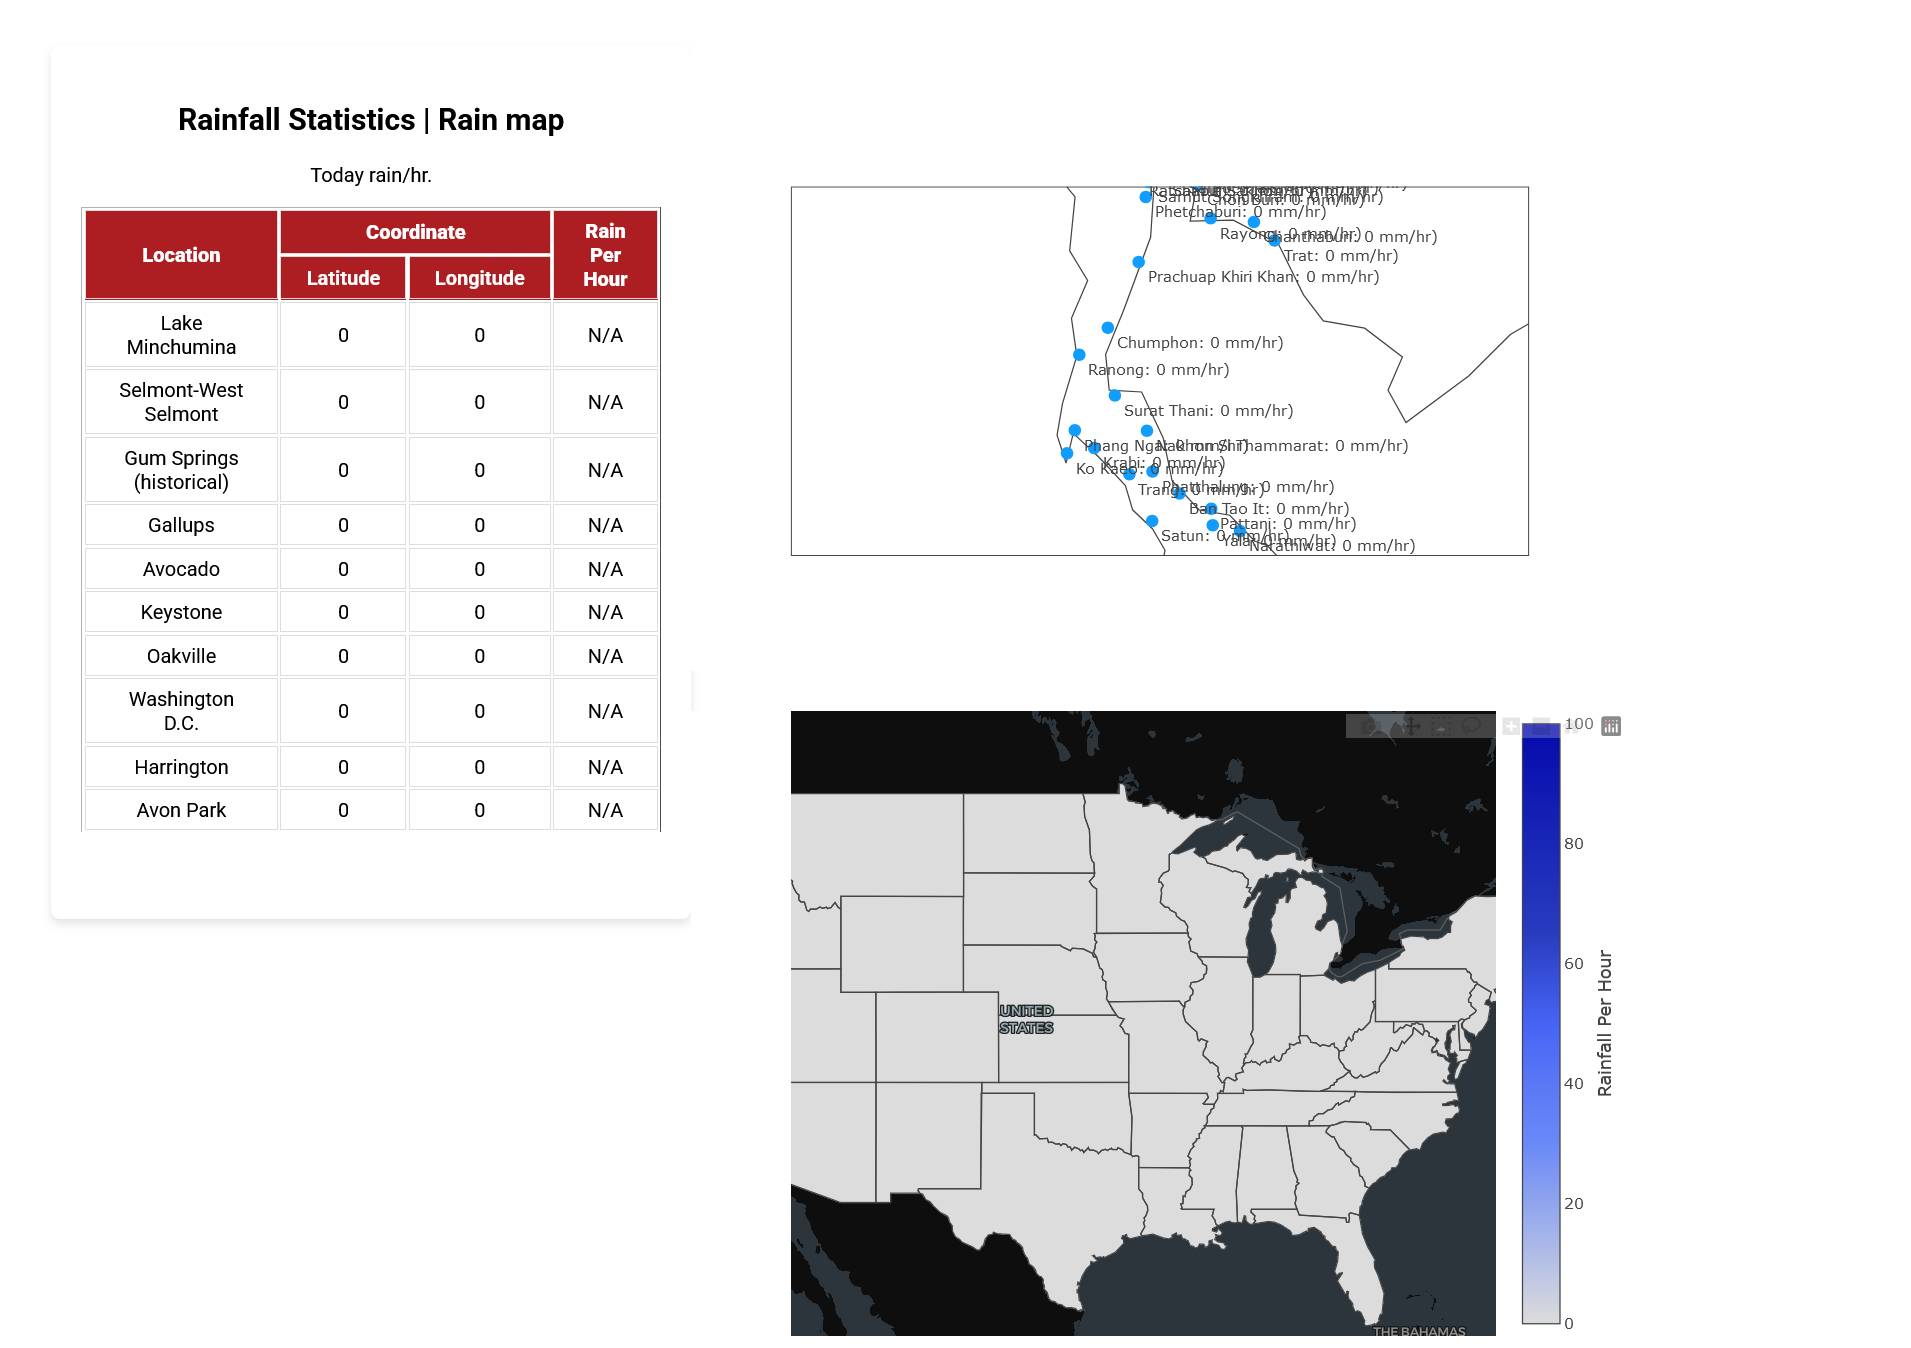 Rainfall Statistics | Rain map
Today rain/hr.
Location
Coordinate
Rain
Per
Hour
Latitude
Longitude
Lake
Minchumina
0
0
N/A
Selmont-West
Selmont
0
0
N/A
Gum Springs
(historical)
0
0
N/A
Gallups
0
0
N/A
Avocado
0
0
N/A
Keystone
0
0
N/A
Oakville
0
0
N/A
Washington
D.C.
0
0
N/A
Harrington
0
0
N/A
Avon Park
0
0
N/A
Phetchaburi: 0 mm/hr)
Rayong: 0 mm/hr)
Chanthaburi: 0 mm/hr)
Trat: 0 mm/hr)
Prachuap Khiri Khan: 0 mm/hr)
Chumphon: 0 mm/hr)
Ranong: 0 mm/hr)
Surat Thani: 0 mm/hr)
Phang Nga: 0 mm/hr)
Nakhon Si Thammarat: 0 mm/hr)
Krabi: 0 mm/hr)
Ko Kaeo: 0 mm/hr)
Phatthalung: 0 mm/hr)
Trang: 0 mm/hr)
Ban Tao It: 0 mm/hr)
Pattani: 0 mm/hr)
Satun: 0 mm/hr)
Yala: 0 mm/hr)
Narathiwat: 0 mm/hr)
UNITED
STATES
THE BAHAMAS
100
80
60
40
20
0
Rainfall Per Hour